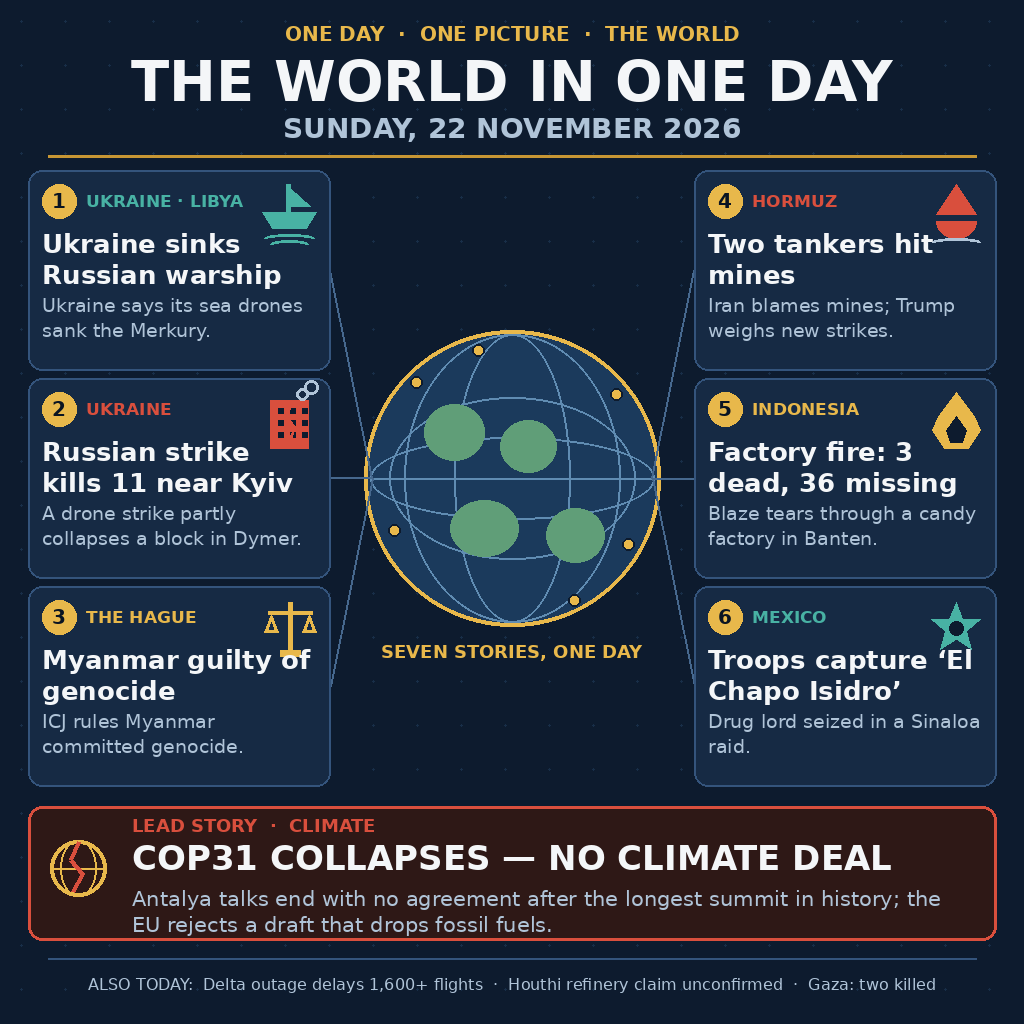 ONE DAY · ONE PICTURE · THE WORLD
THE WORLD IN ONE DAY
SUNDAY, 22 NOVEMBER 2026
1 UKRAINE · LIBYA
Ukraine sinks
Russian warship
Ukraine says its sea drones
sank the Merkury.
2 UKRAINE
Russian strike
kills 11 near Kyiv
A drone strike partly
collapses a block in Dymer.
3 THE HAGUE
Myanmar guilty of
genocide
ICJ rules Myanmar
committed genocide.
SEVEN STORIES, ONE DAY
4 HORMUZ
Two tankers hit
mines
Iran blames mines; Trump
weighs new strikes.
5 INDONESIA
Factory fire: 3
dead, 36 missing
Blaze tears through a candy
factory in Banten.
6 MEXICO
Troops capture ‘El
Chapo Isidro’
Drug lord seized in a Sinaloa
raid.
LEAD STORY · CLIMATE
COP31 COLLAPSES — NO CLIMATE DEAL
Antalya talks end with no agreement after the longest summit in history; the
EU rejects a draft that drops fossil fuels.
ALSO TODAY: Delta outage delays 1,600+ flights · Houthi refinery claim unconfirmed · Gaza: two killed